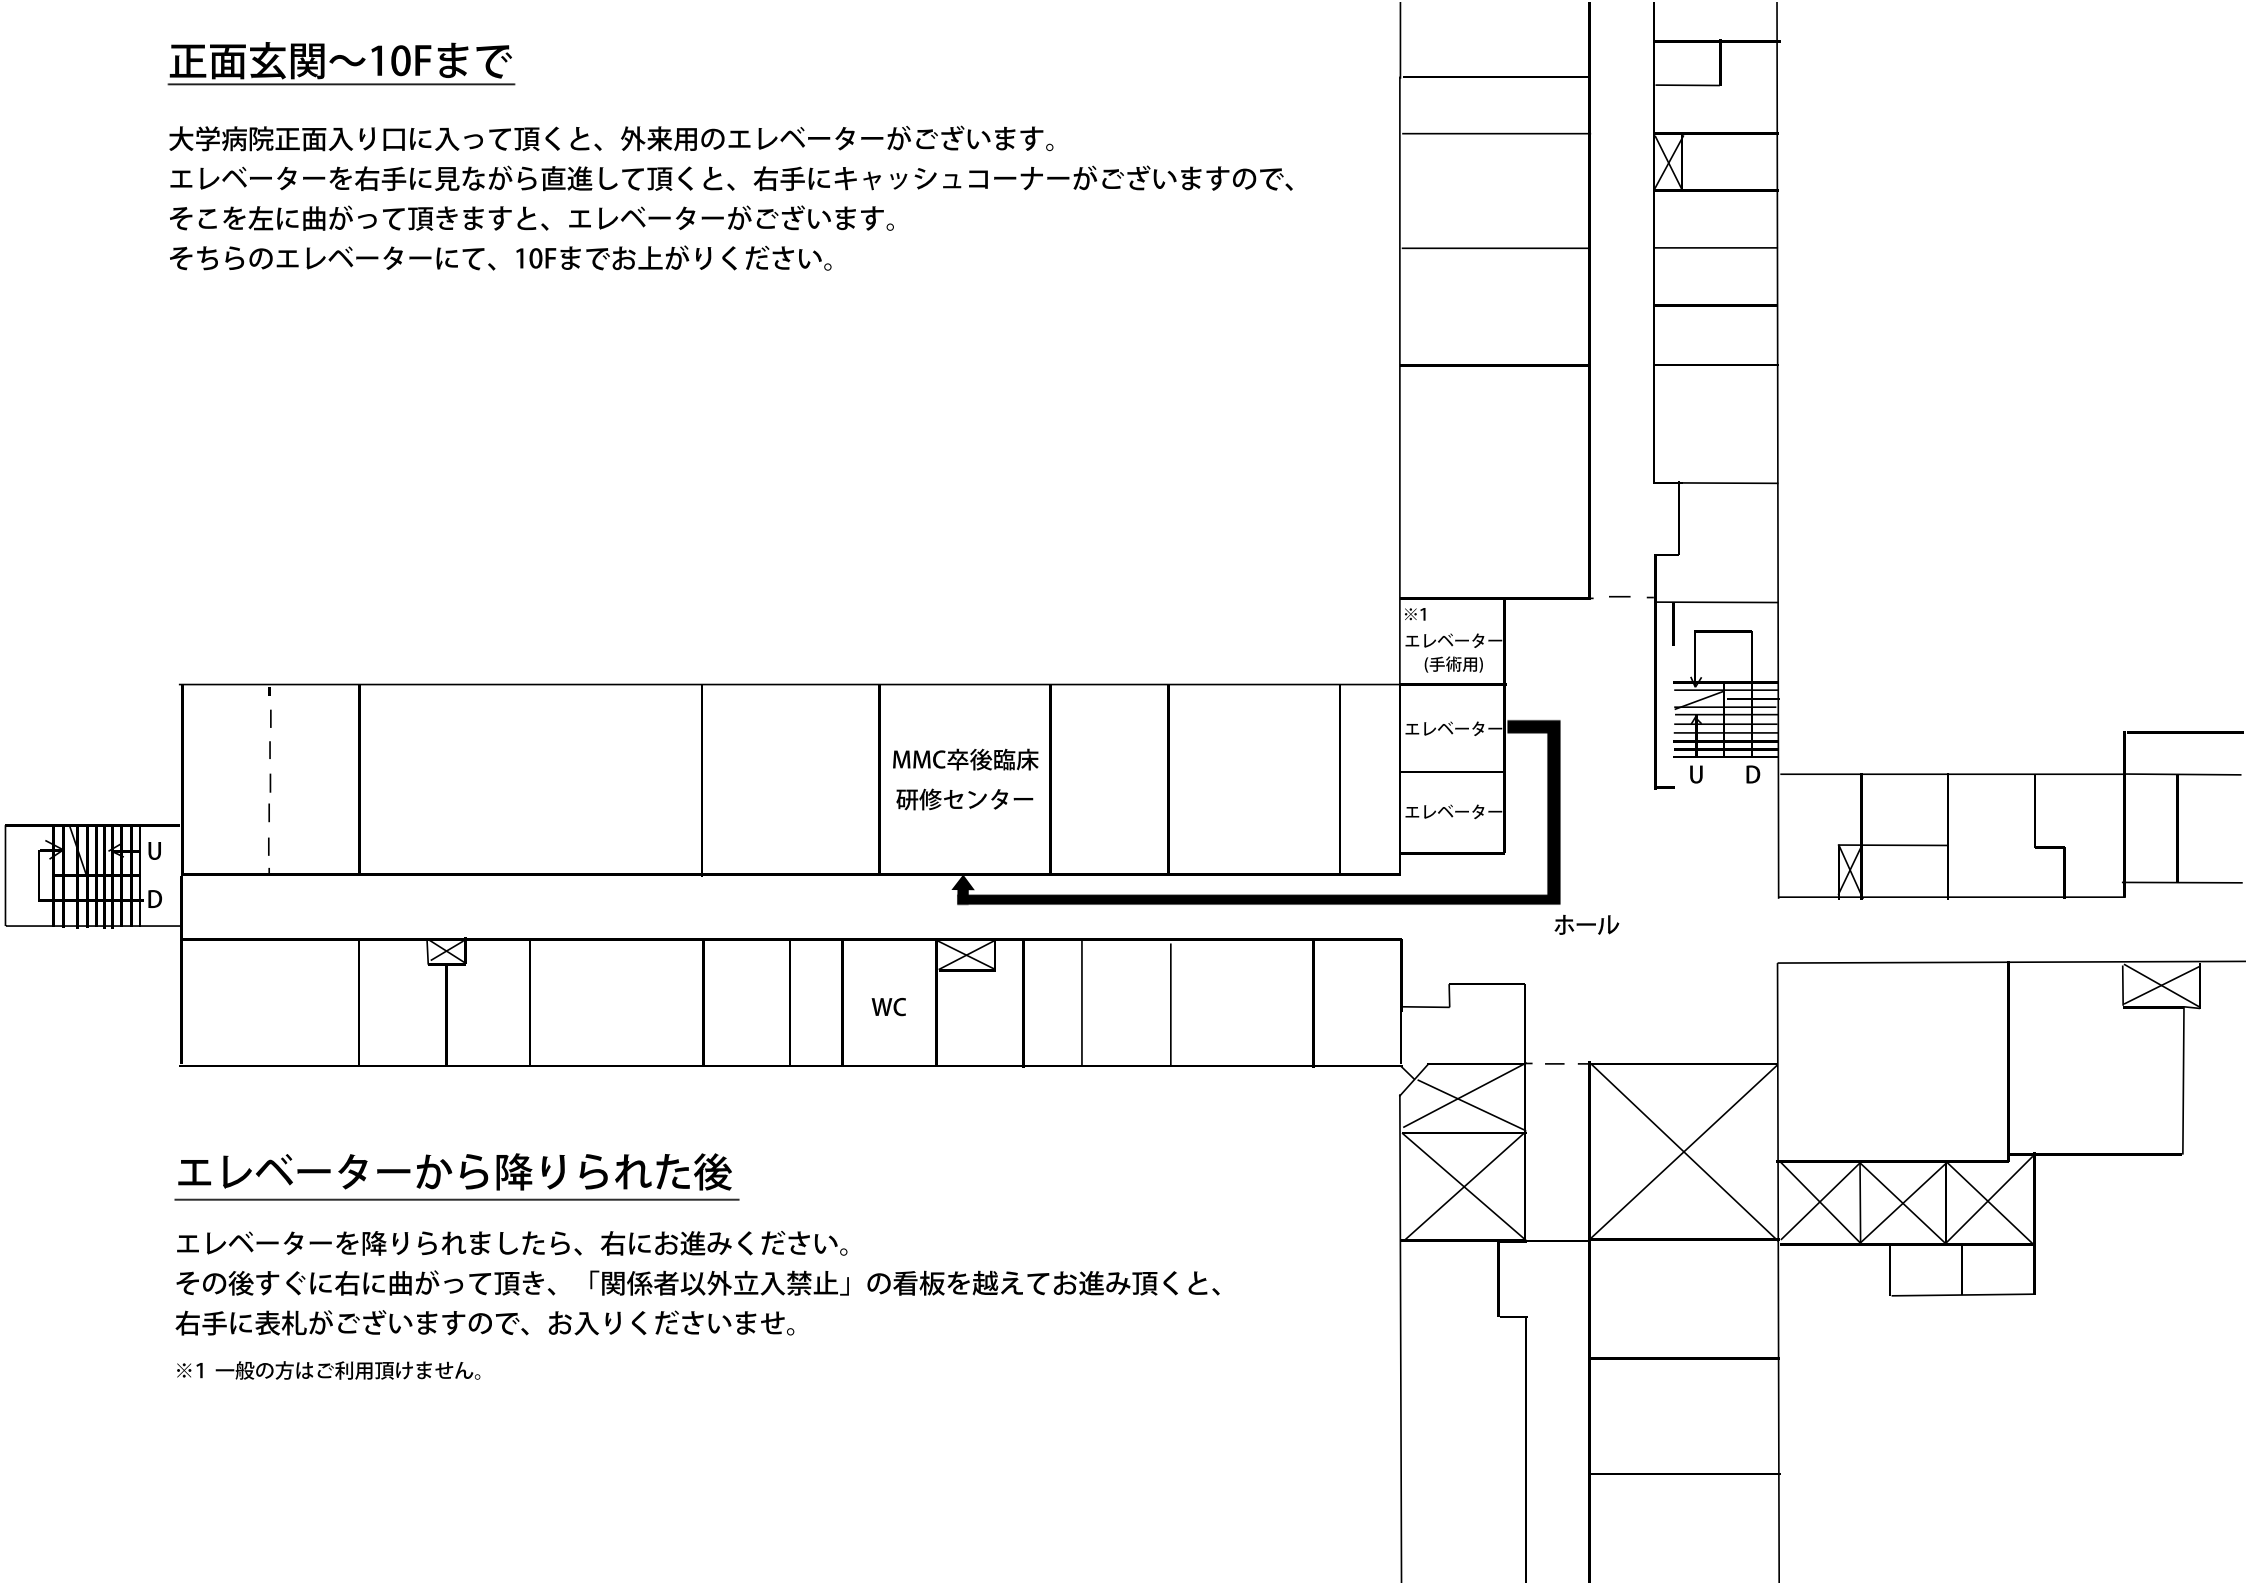 正面玄関～10Fまで
大学病院正面入り口に入って頂くと、外来用のエレベーターがございます。
エレベーターを右手に見ながら直進して頂くと、右手にキャッシュコーナーがございますので、
そこを左に曲がって頂きますと、エレベーターがございます。
そちらのエレベーターにて、10Fまでお上がりください。
※1
エレベーター
(手術用)
エレベーター
エレベーター
MMC卒後臨床
研修センター
U D
U
D
ホール
WC
エレベーターから降りられた後
エレベーターを降りられましたら、右にお進みください。
その後すぐに右に曲がって頂き、「関係者以外立入禁止」の看板を越えてお進み頂くと、
右手に表札がございますので、お入りくださいませ。
※1 一般の方はご利用頂けません。